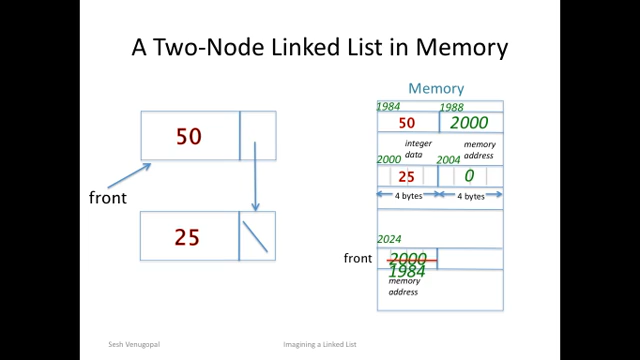 A Two-Node Linked List in Memory
Memory
1984 1988
50 50 2000
integer data memory address
front
2000 2004
25 25 0
4 bytes 4 bytes
2024
front 2000
1984
memory address
Sesh Venugopal Imagining a Linked List